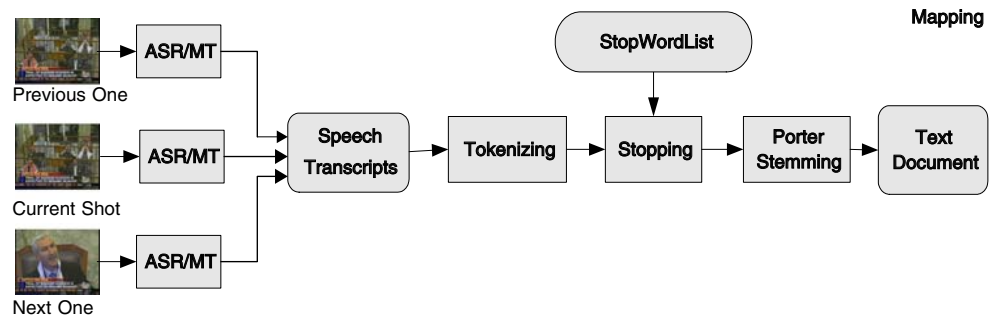 Mapping
StopWordList
ASR/MT
Previous One
ASR/MT
Current Shot
ASR/MT
Next One
Speech
Transcripts
Tokenizing
Stopping
Porter
Stemming
Text
Document